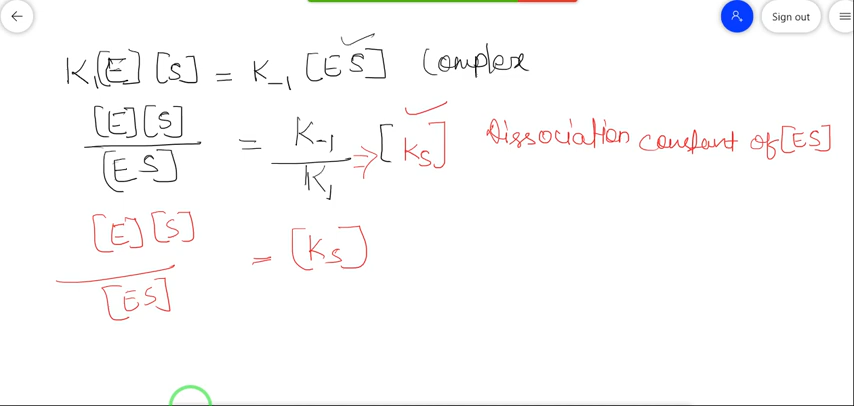 Sign out
K₁[E] [S] = K₋₁ [ES] Complex
[E][S] / [ES] = K₋₁ / K₁ ⇒ [KS] Dissociation constant of [ES]
[E][S] / [ES] = [KS]